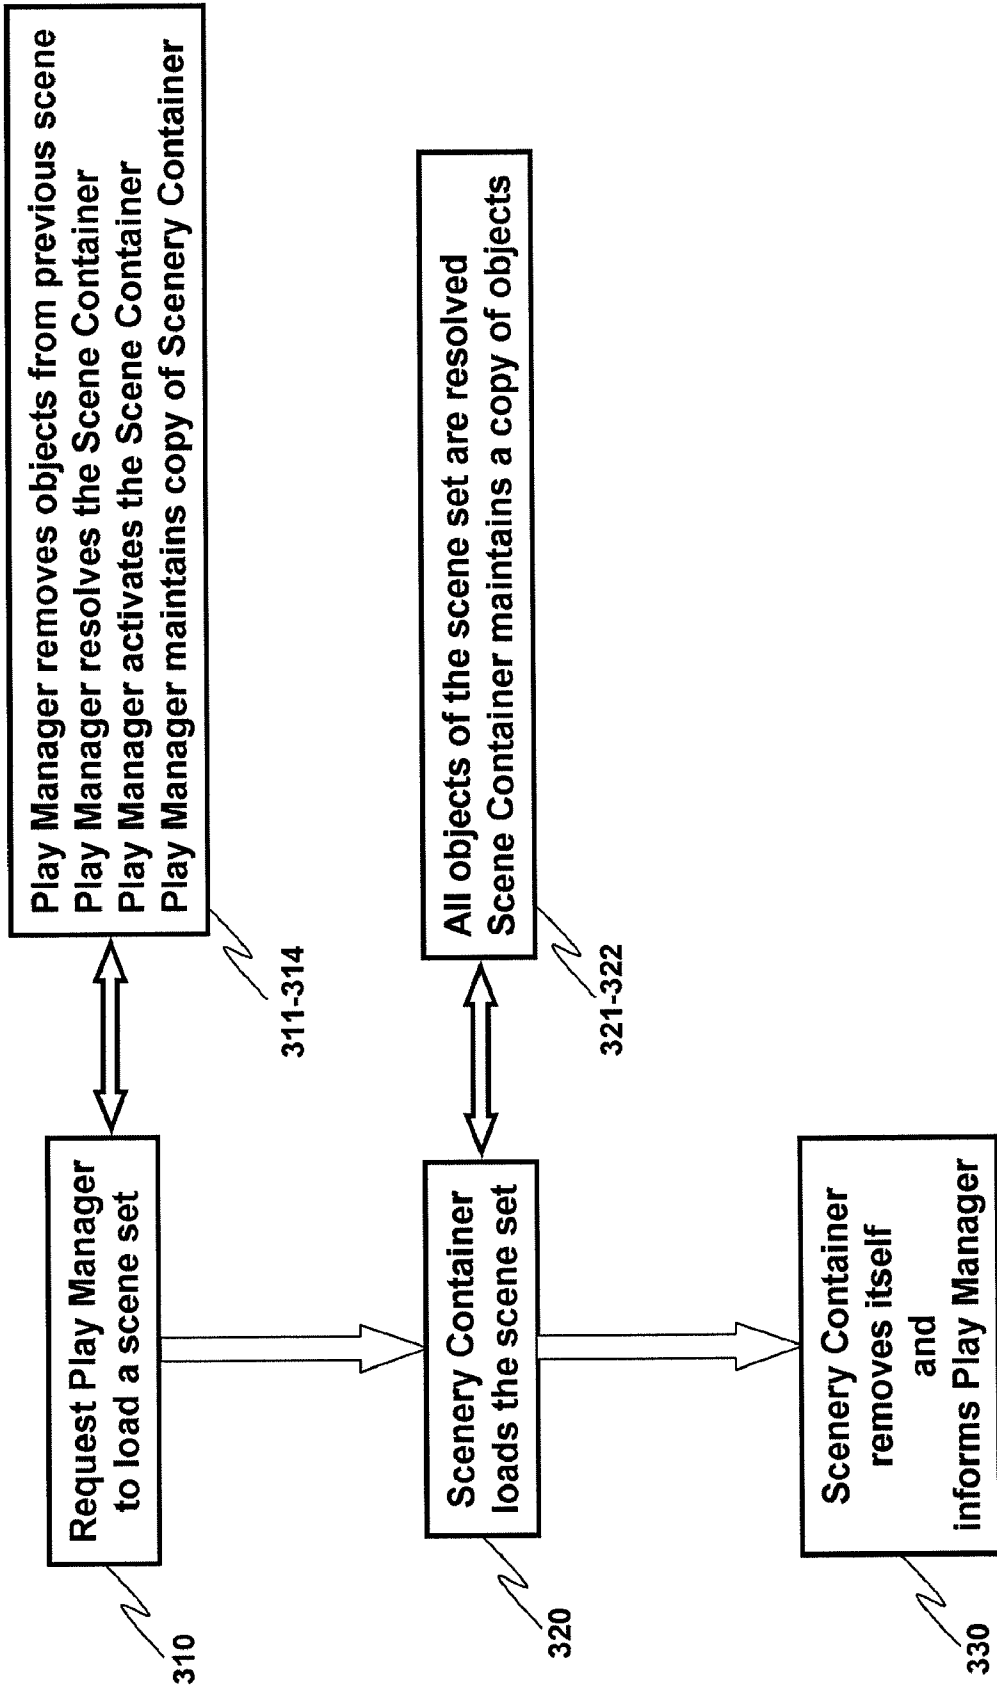 Request Play Manager
to load a scene set
310
Play Manager removes objects from previous scene
Play Manager resolves the Scene Container
Play Manager activates the Scene Container
Play Manager maintains copy of Scenery Container
311-314
Scenery Container
loads the scene set
320
All objects of the scene set are resolved
Scene Container maintains a copy of objects
321-322
Scenery Container
removes itself
and
informs Play Manager
330